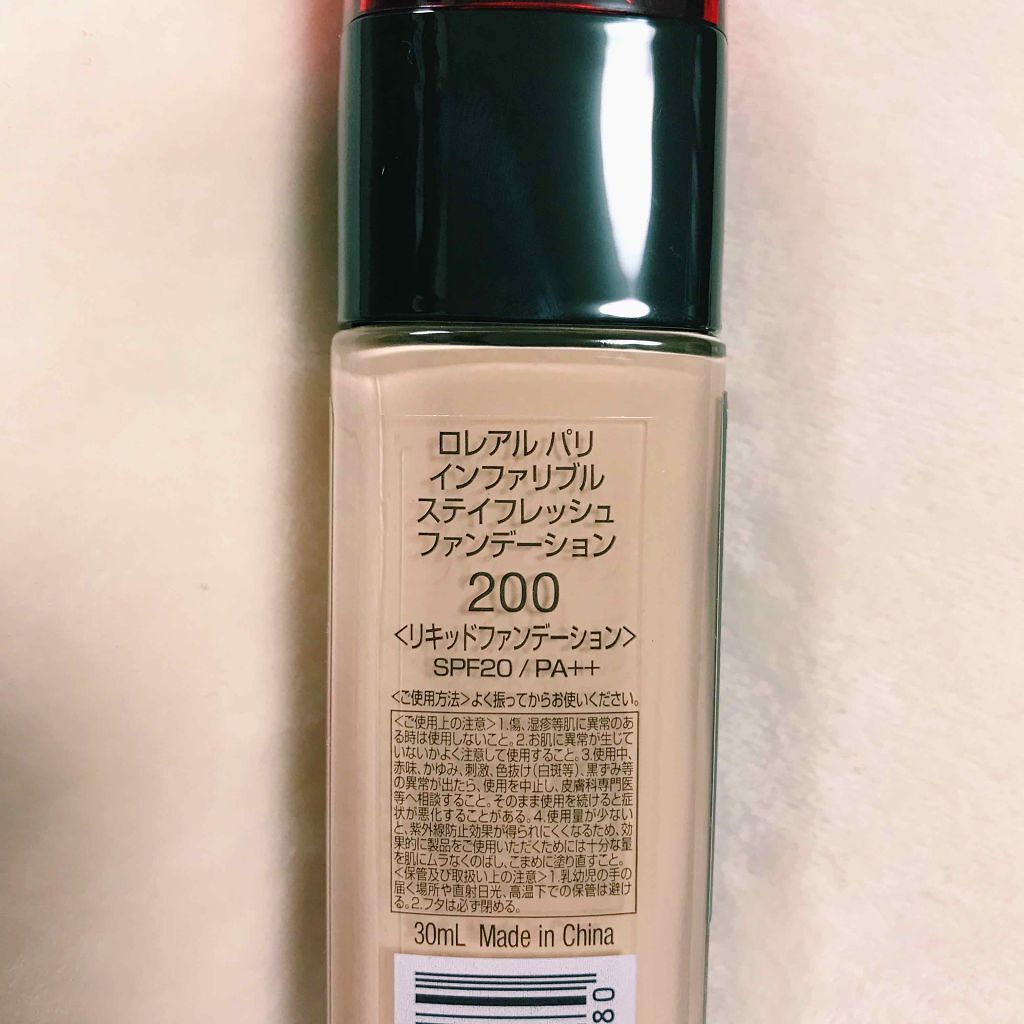 ロレアル パリ
インファリブル
ステイフレッシュ
ファンデーション
200
<リキッドファンデーション>
SPF20 / PA++
<ご使用方法>よく振ってからお使いください。
<ご使用上の注意>1.傷、湿疹等肌に異常のあ
る時は使用しないこと。2.お肌に異常が生じて
いないかよく注意して使用すること。3.使用中、
赤味、かゆみ、刺激、色抜け(白斑等)、黒ずみ等
の異常が出たら、使用を中止し、皮膚科専門医
等へ相談すること。そのまま使用を続けると症
状が悪化することがある。4.使用量が少ない
と、紫外線防止効果が得られにくくなるため、効
果的に製品をご使用いただくためには十分な量
を肌にムラなくのばし、こまめに塗り直すこと。
<保管及び取扱い上の注意>1.乳幼児の手の
届く場所や直射日光、高温下での保管は避け
る。2.フタは必ず閉める。
30mL Made in China
80